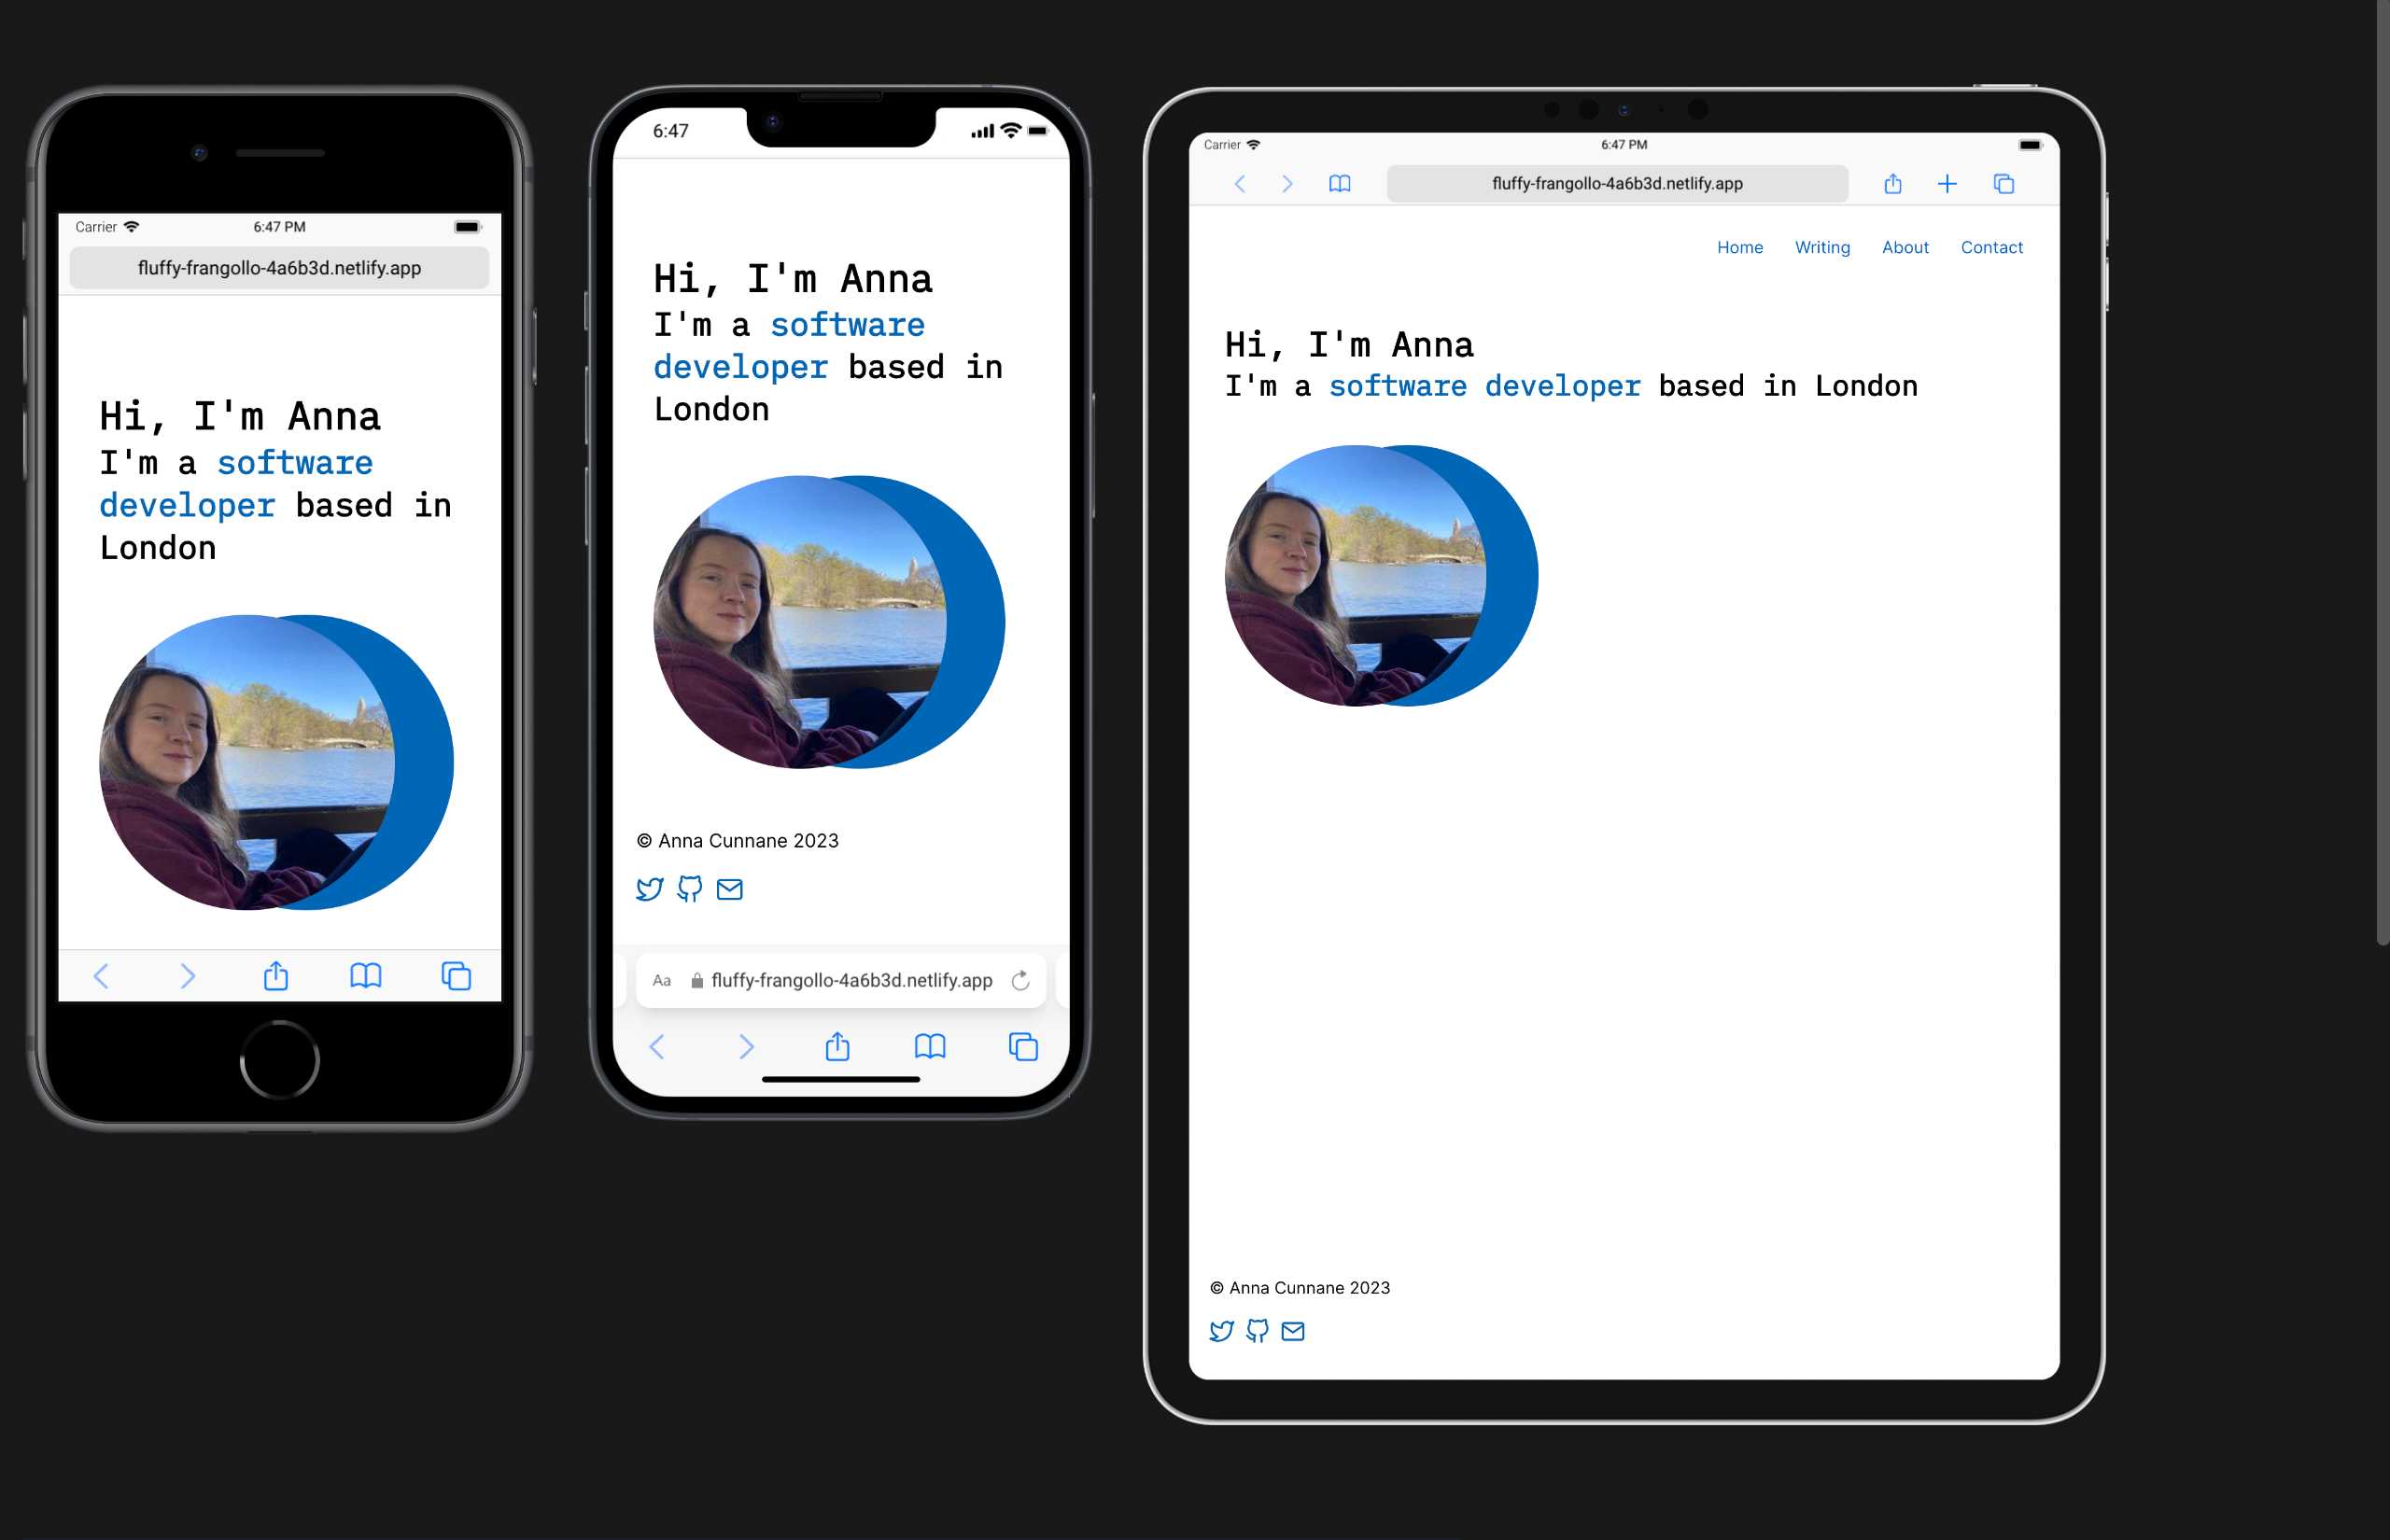 Carrier 6:47 PM
fluffy-frangollo-4a6b3d.netlify.app
Hi, I'm Anna
I'm a software
developer based in
London
6:47
Hi, I'm Anna
I'm a software
developer based in
London
© Anna Cunnane 2023
Aa fluffy-frangollo-4a6b3d.netlify.app
Carrier 6:47 PM
fluffy-frangollo-4a6b3d.netlify.app
Home Writing About Contact
Hi, I'm Anna
I'm a software developer based in London
© Anna Cunnane 2023